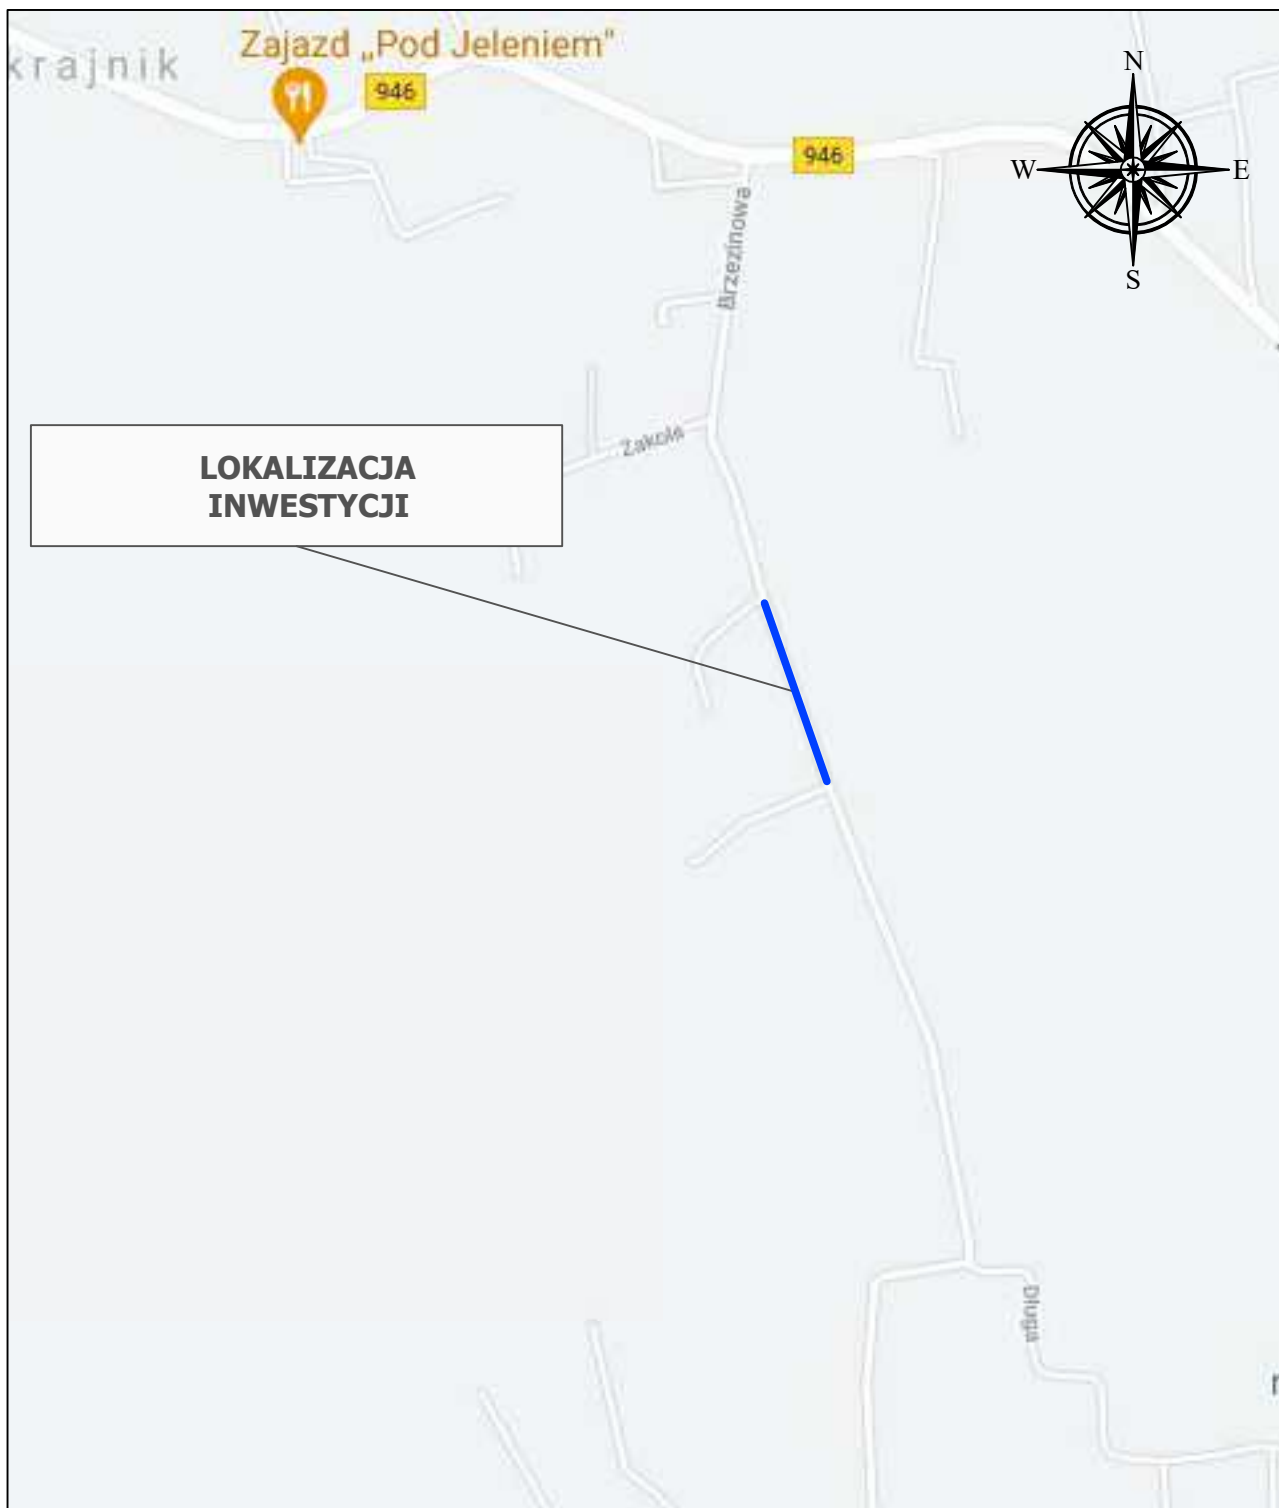 Zajazd „Pod Jeleniem"
krajnik
946
946
N
W
E
S
Brzezinowa
Zakole
LOKALIZACJA
INWESTYCJI
Długa